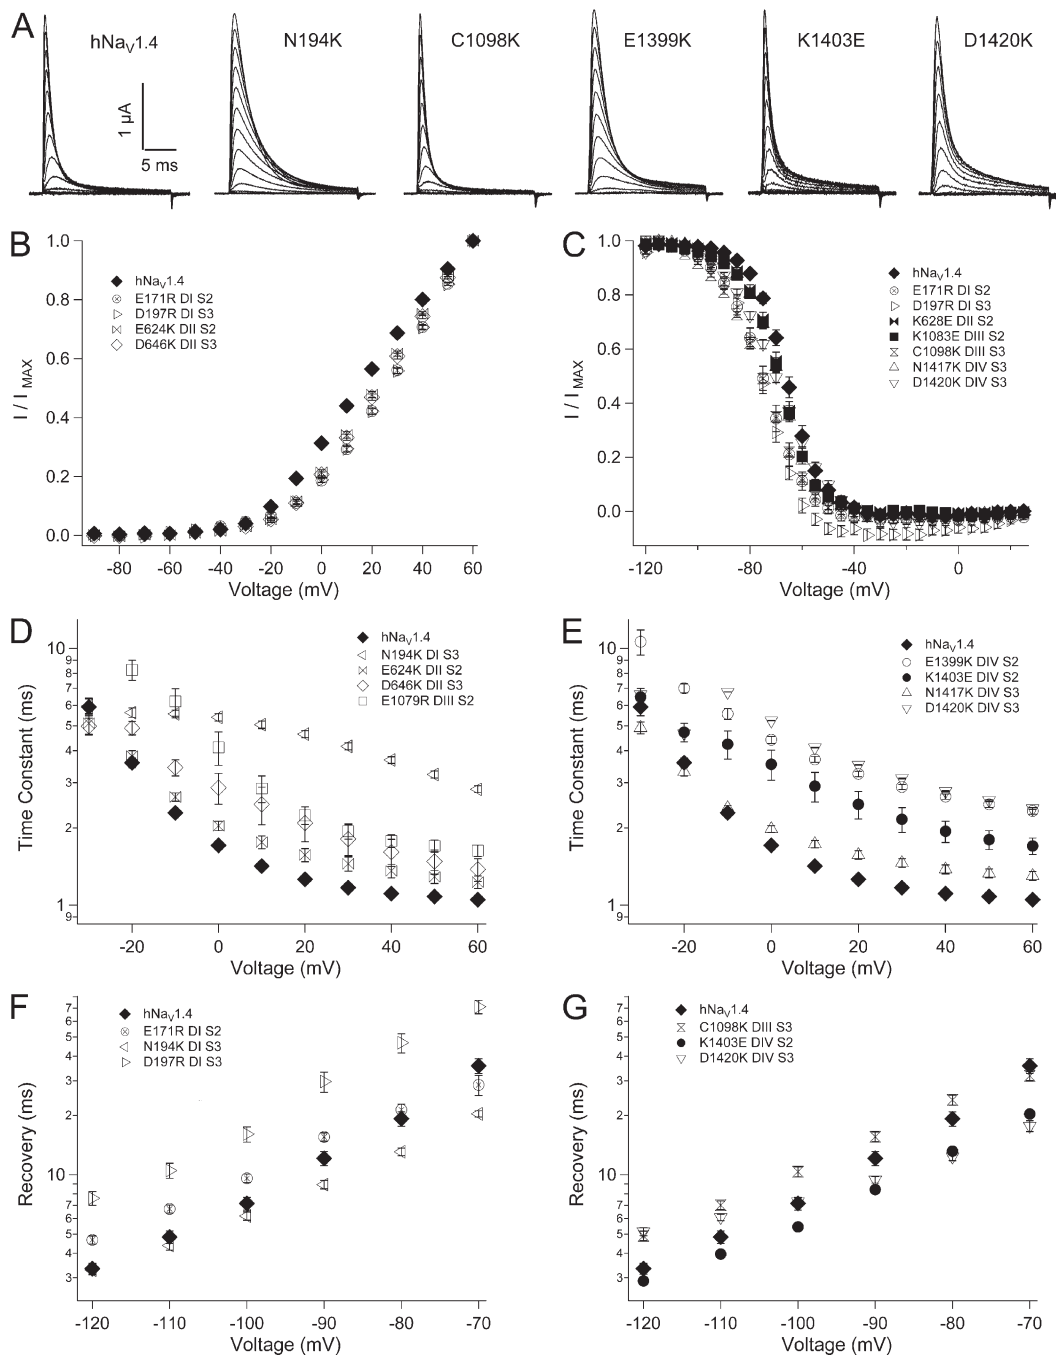 A
hNaV1.4
N194K
C1098K
E1399K
K1403E
D1420K
1 µA
5 ms
B
1.0
0.8
0.6
0.4
0.2
0.0
I / I MAX
hNaV1.4
E171R DI S2
D197R DI S3
E624K DII S2
D646K DII S3
-80 -60 -40 -20 0 20 40 60
Voltage (mV)
C
1.0
0.8
0.6
0.4
0.2
0.0
I / I MAX
hNaV1.4
E171R DI S2
D197R DI S3
K628E DII S2
K1083E DIII S2
C1098K DIII S3
N1417K DIV S3
D1420K DIV S3
-120 -80 -40 0
Voltage (mV)
D
10
9
8
7
6
5
4
3
2
1
9
Time Constant (ms)
hNaV1.4
N194K DI S3
E624K DII S2
D646K DII S3
E1079R DIII S2
-20 0 20 40 60
Voltage (mV)
E
10
9
8
7
6
5
4
3
2
1
9
Time Constant (ms)
hNaV1.4
E1399K DIV S2
K1403E DIV S2
N1417K DIV S3
D1420K DIV S3
-20 0 20 40 60
Voltage (mV)
F
7
6
5
4
3
2
10
7
6
5
4
3
Recovery (ms)
hNaV1.4
E171R DI S2
N194K DI S3
D197R DI S3
-120 -110 -100 -90 -80 -70
Voltage (mV)
G
7
6
5
4
3
2
10
7
6
5
4
3
Recovery (ms)
hNaV1.4
C1098K DIII S3
K1403E DIV S2
D1420K DIV S3
-120 -110 -100 -90 -80 -70
Voltage (mV)